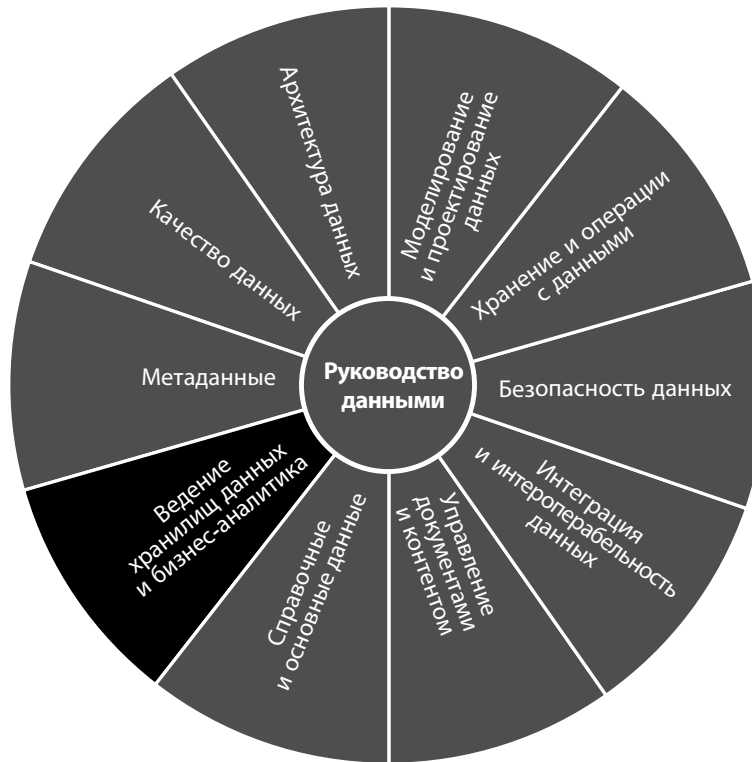 Архитектура данных
Моделирование
и проектирование
данных
Хранение и операции
с данными
Безопасность данных
Интеграция
и интероперабельность
данных
Управление
документами
и контентом
Справочные
и основные данные
Ведение
хранилищ данных
и бизнес-аналитика
Метаданные
Качество данных
Руководство
данными